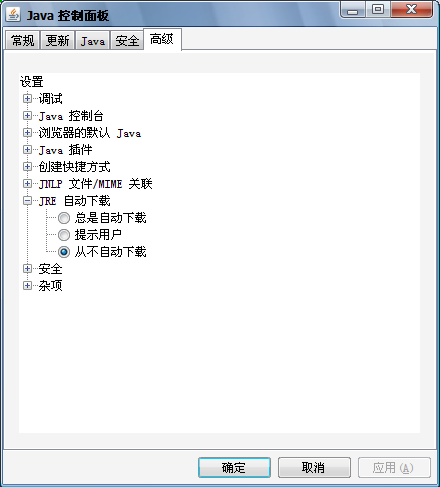 Java 控制面板
常规 更新 Java 安全 高级
设置
调试
Java 控制台
浏览器的默认 Java
Java 插件
创建快捷方式
JNLP 文件/MIME 关联
JRE 自动下载
总是自动下载
提示用户
从不自动下载
安全
杂项
确定 取消 应用 (A)